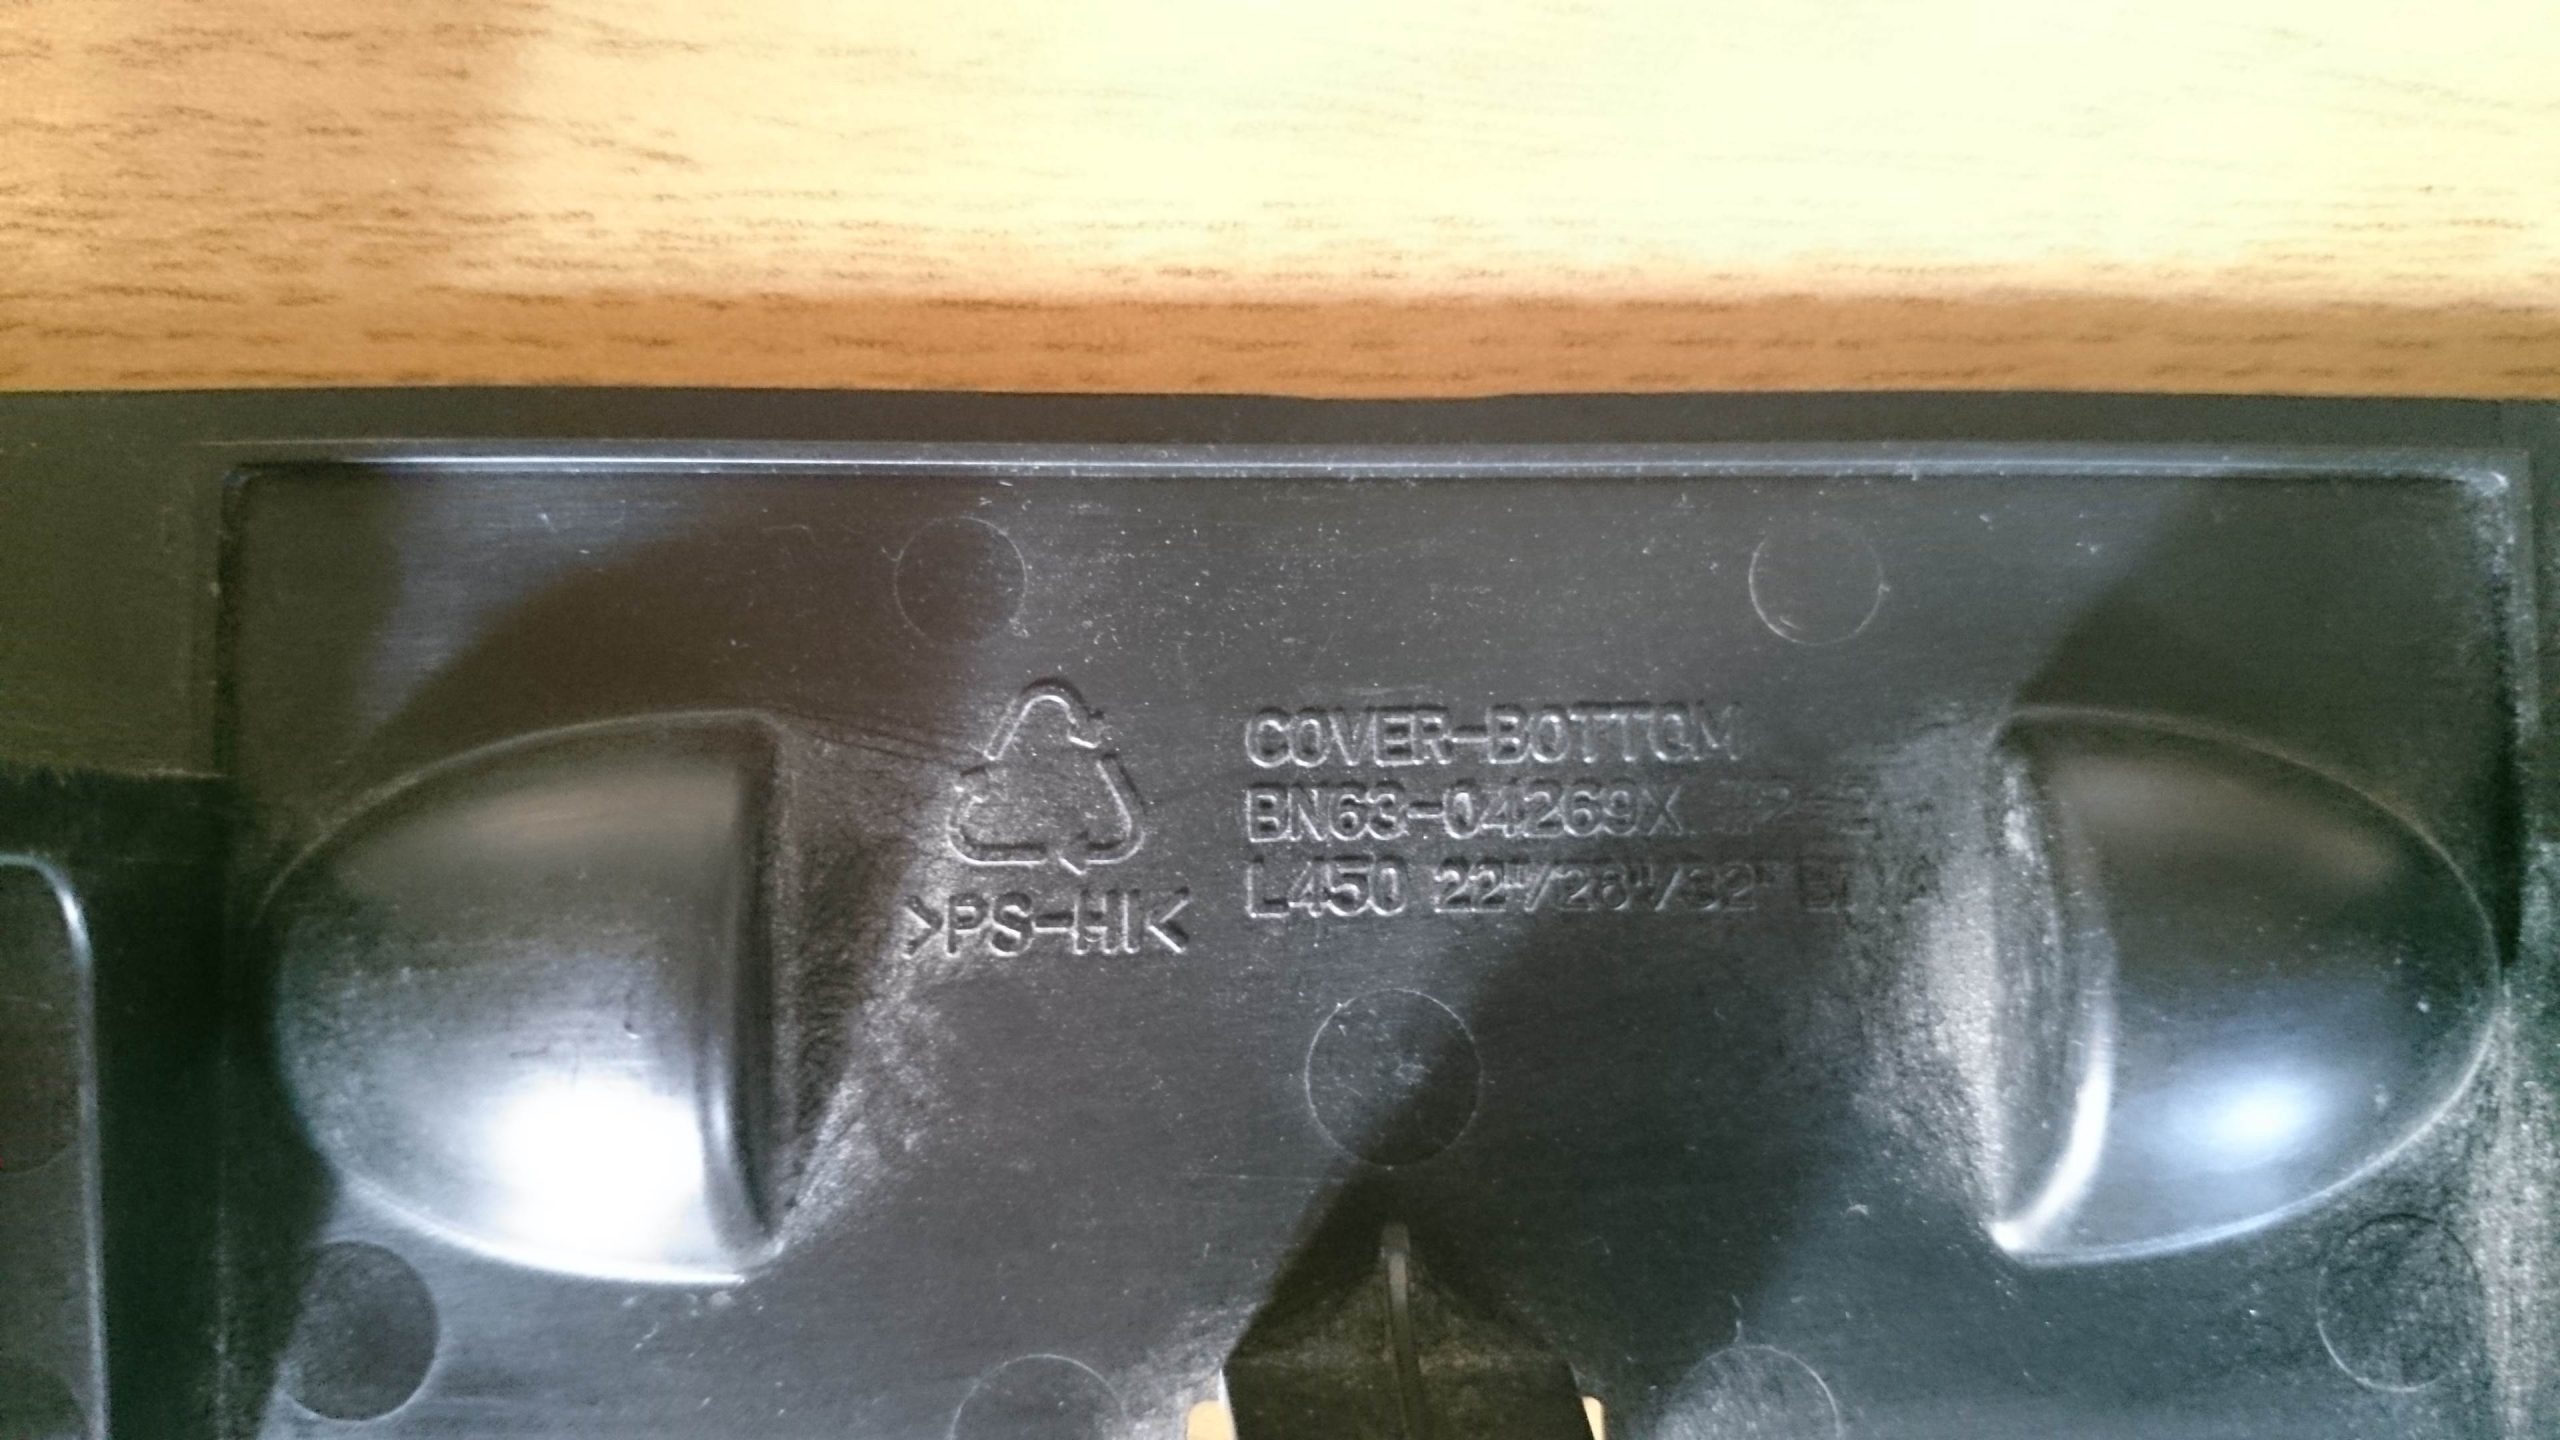 COVER-BOTTOM
BN63-04269X
L450 22"/26"/32"
>PS-HI<